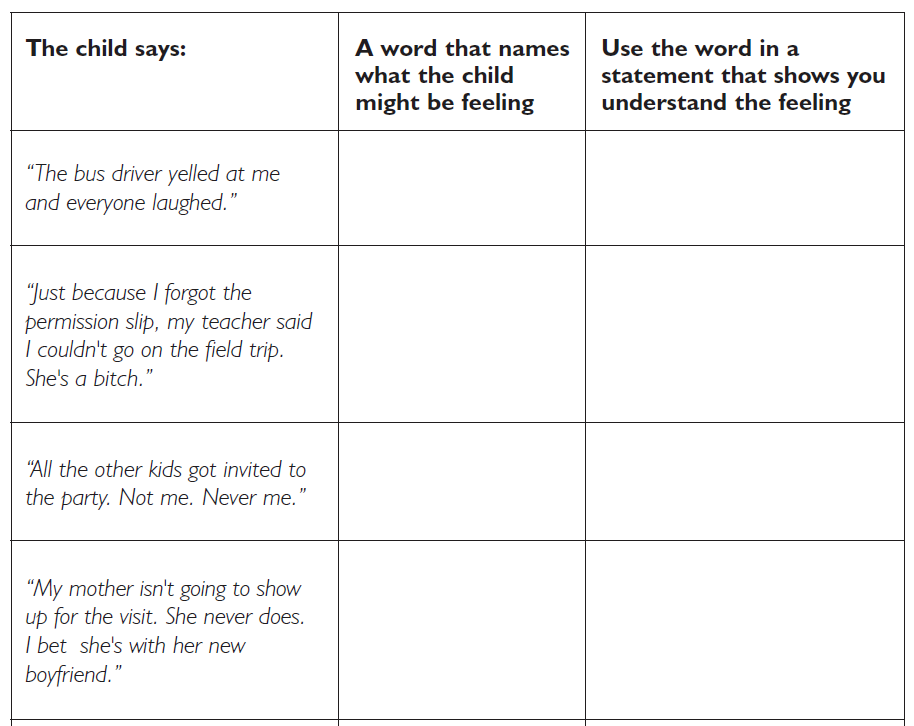 The child says:
A word that names
what the child
might be feeling
Use the word in a
statement that shows you
understand the feeling
“The bus driver yelled at me
and everyone laughed.”
“Just because I forgot the
permission slip, my teacher said
I couldn't go on the field trip.
She's a bitch.”
“All the other kids got invited to
the party. Not me. Never me.”
“My mother isn't going to show
up for the visit. She never does.
I bet she's with her new
boyfriend.”